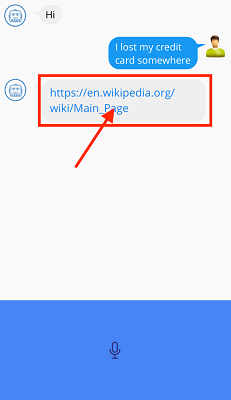 Hi
I lost my credit
card somewhere
https://en.wikipedia.org/
wiki/Main_Page